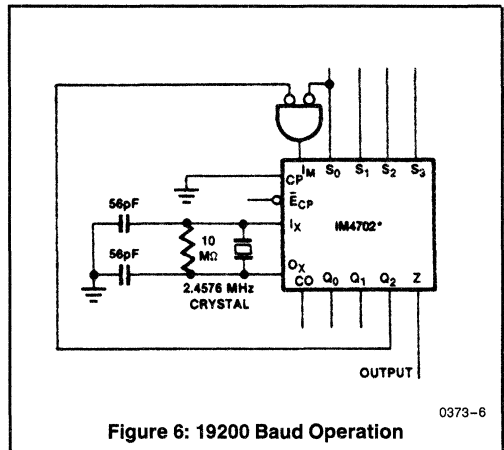 I_M S_0 S_1 S_2 S_3
CP
E̅_CP
56pF
I_X
IM4702*
10
MΩ
56pF
O_X
2.4576 MHz
CRYSTAL
CO Q_0 Q_1 Q_2 Z
OUTPUT
0373–6
Figure 6: 19200 Baud Operation